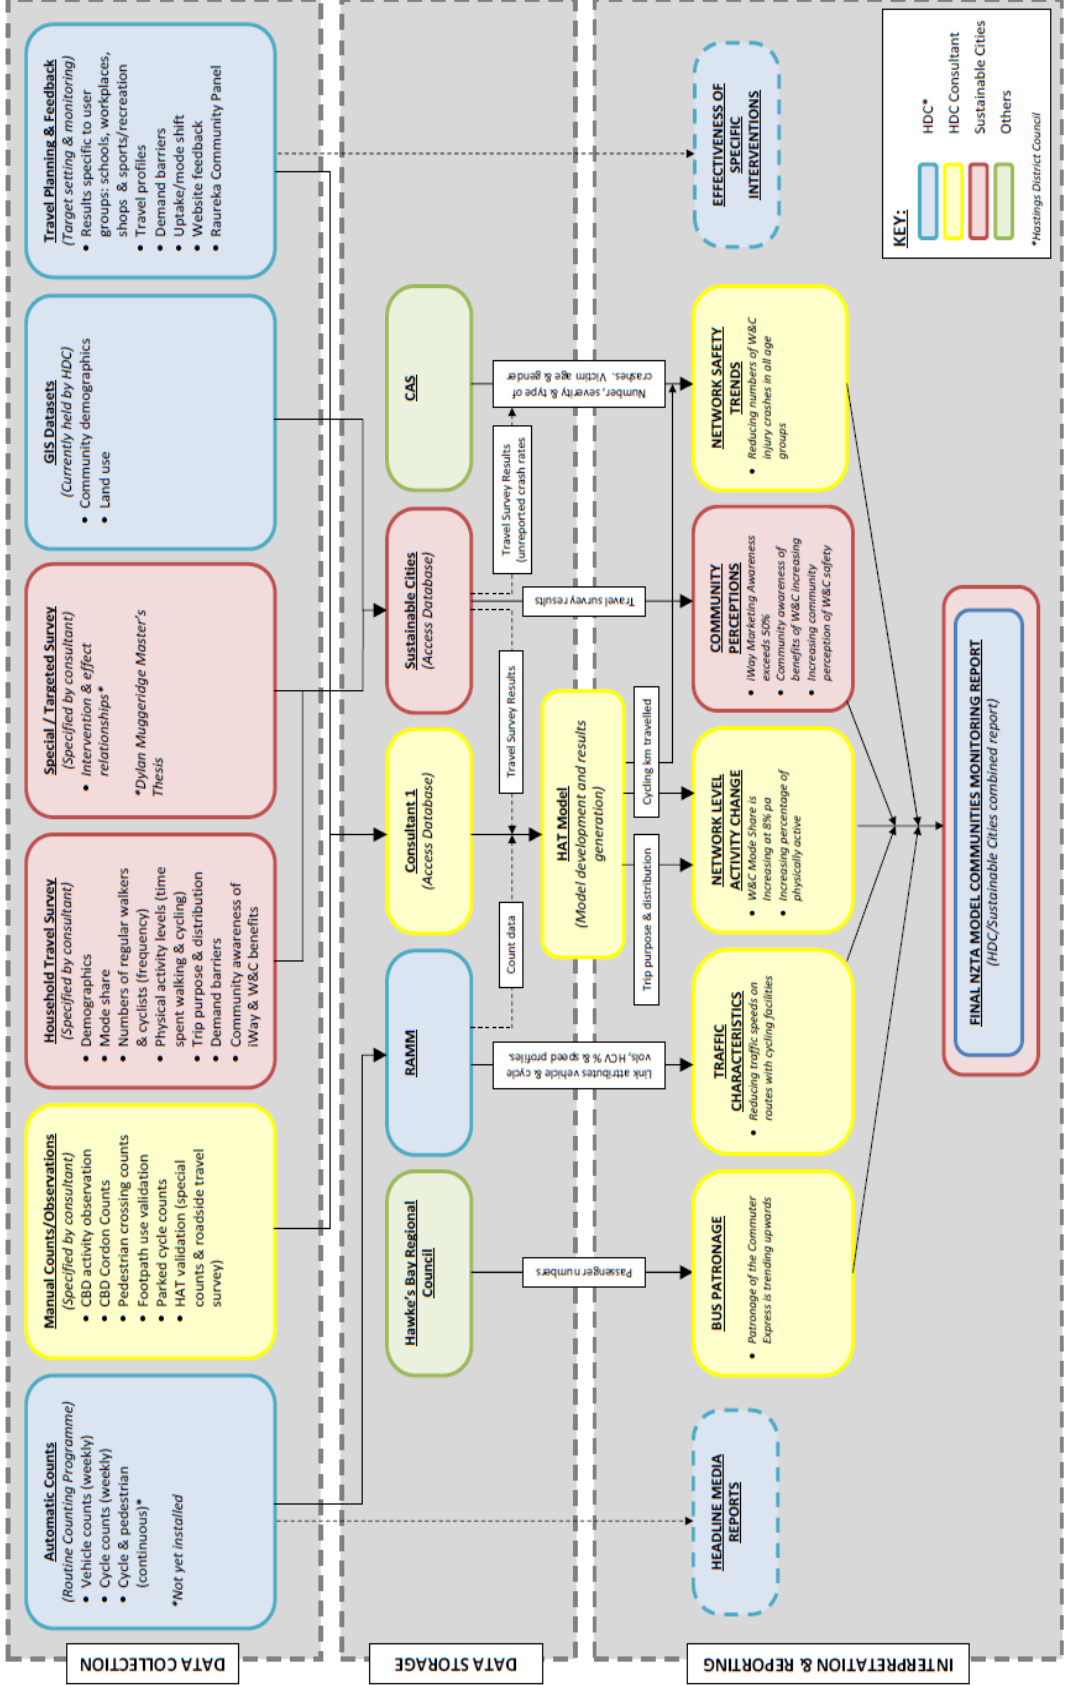 DATA COLLECTION
Automatic Counts
(Routine Counting Programme)
• Vehicle counts (weekly)
• Cycle counts (weekly)
• Cycle & pedestrian
(continuous)*
*Not yet installed
Manual Counts/Observations
(Specified by consultant)
• CBD activity observation
• CBD Cordon Counts
• Pedestrian crossing counts
• Footpath use validation
• Parked cycle counts
• HAT validation (special
counts & roadside travel
survey)
Household Travel Survey
(Specified by consultant)
• Demographics
• Mode share
• Numbers of regular walkers
& cyclists (frequency)
• Physical activity levels (time
spent walking & cycling)
• Trip purpose & distribution
• Demand barriers
• Community awareness of
iWay & W&C benefits
Special / Targeted Survey
(Specified by consultant)
• Intervention & effect
relationships*
*Dylan Muggeridge Master's
Thesis
GIS Datasets
(Currently held by HDC)
• Community demographics
• Land use
Travel Planning & Feedback
(Target setting & monitoring)
• Results specific to user
groups: schools, workplaces,
shops & sports/recreation
• Travel profiles
• Demand barriers
• Uptake/mode shift
• Website feedback
• Raureka Community Panel
DATA STORAGE
Hawke's Bay Regional
Council
RAMM
Consultant 1
(Access Database)
Sustainable Cities
(Access Database)
CAS
Passenger numbers
Link attributes vehicle & cycle
vols, HCV % & speed profiles.
Count data
Travel Survey Results
Travel survey results
Travel Survey Results
(unreported crash rates
Number, severity & type of
crashes. Victim age & gender
HAT Model
(Model development and results
generation)
Trip purpose & distribution
Cycling km travelled
INTERPRETATION & REPORTING
HEADLINE MEDIA
REPORTS
BUS PATRONAGE
• Patronage of the Commuter
Express is trending upwards
TRAFFIC
CHARACTERISTICS
• Reducing traffic speeds on
routes with cycling facilities
NETWORK LEVEL
ACTIVITY CHANGE
• W&C Mode Share is
Increasing at 8% pa
• Increasing percentage of
physically active
COMMUNITY
PERCEPTIONS
• iWay Marketing Awareness
exceeds 50%
• Community awareness of
benefits of W&C increasing
• Increasing community
perception of W&C safety
NETWORK SAFETY
TRENDS
• Reducing numbers of W&C
injury crashes in all age
groups
EFFECTIVENESS OF
SPECIFIC
INTERVENTIONS
FINAL NZTA MODEL COMMUNITIES MONITORING REPORT
(HDC/Sustainable Cities combined report)
KEY:
HDC*
HDC Consultant
Sustainable Cities
Others
*Hastings District Council